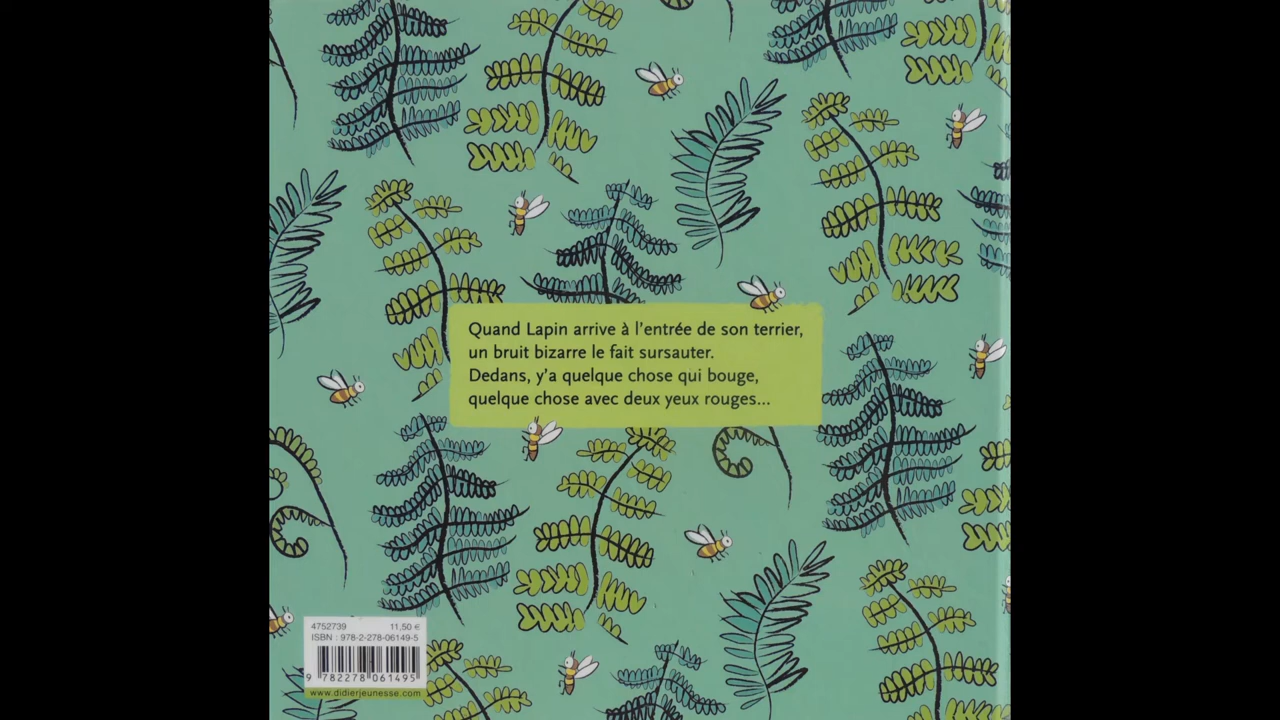 Quand Lapin arrive à l'entrée de son terrier,
un bruit bizarre le fait sursauter.
Dedans, y'a quelque chose qui bouge,
quelque chose avec deux yeux rouges...
4752739 11,50 €
ISBN : 978-2-278-06149-5
9 782278 061495
www.didierjeunesse.com